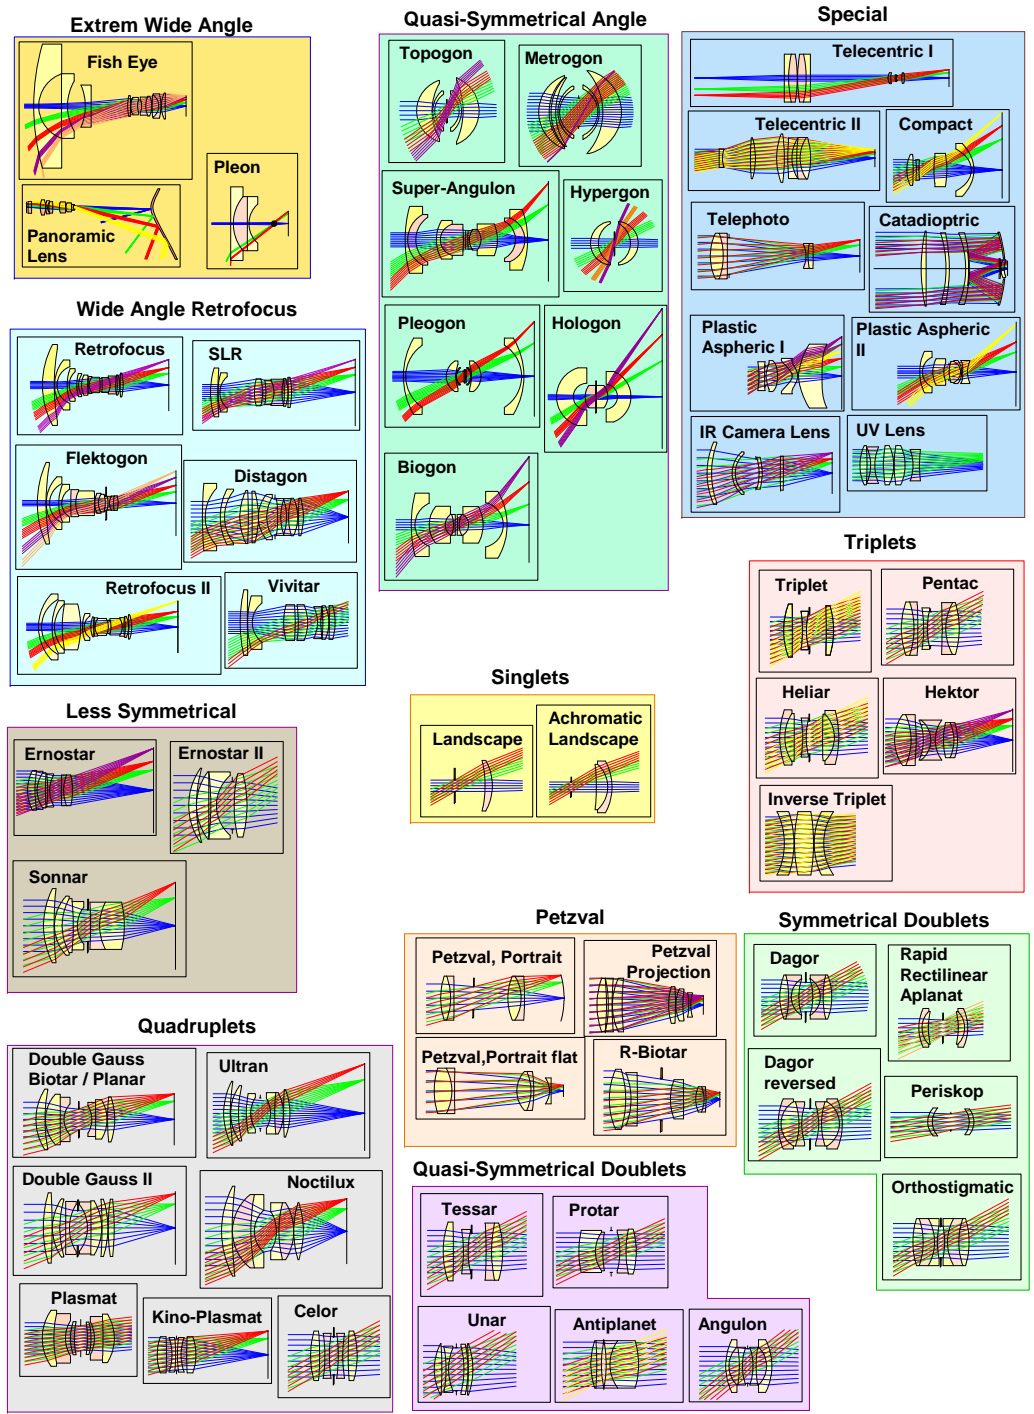 Extrem Wide Angle
Fish Eye
Pleon
Panoramic
Lens
Quasi-Symmetrical Angle
Topogon
Metrogon
Super-Angulon
Hypergon
Pleogon
Hologon
Biogon
Special
Telecentric I
Telecentric II
Compact
Telephoto
Catadioptric
Plastic
Aspheric I
Plastic Aspheric
II
IR Camera Lens
UV Lens
Wide Angle Retrofocus
Retrofocus
SLR
Flektogon
Distagon
Retrofocus II
Vivitar
Triplets
Triplet
Pentac
Heliar
Hektor
Inverse Triplet
Singlets
Landscape
Achromatic
Landscape
Less Symmetrical
Ernostar
Ernostar II
Sonnar
Petzval
Petzval, Portrait
Petzval
Projection
Petzval,Portrait flat
R-Biotar
Symmetrical Doublets
Dagor
Rapid
Rectilinear
Aplanat
Dagor
reversed
Periskop
Orthostigmatic
Quadruplets
Double Gauss
Biotar / Planar
Ultran
Double Gauss II
Noctilux
Plasmat
Kino-Plasmat
Celor
Quasi-Symmetrical Doublets
Tessar
Protar
Unar
Antiplanet
Angulon